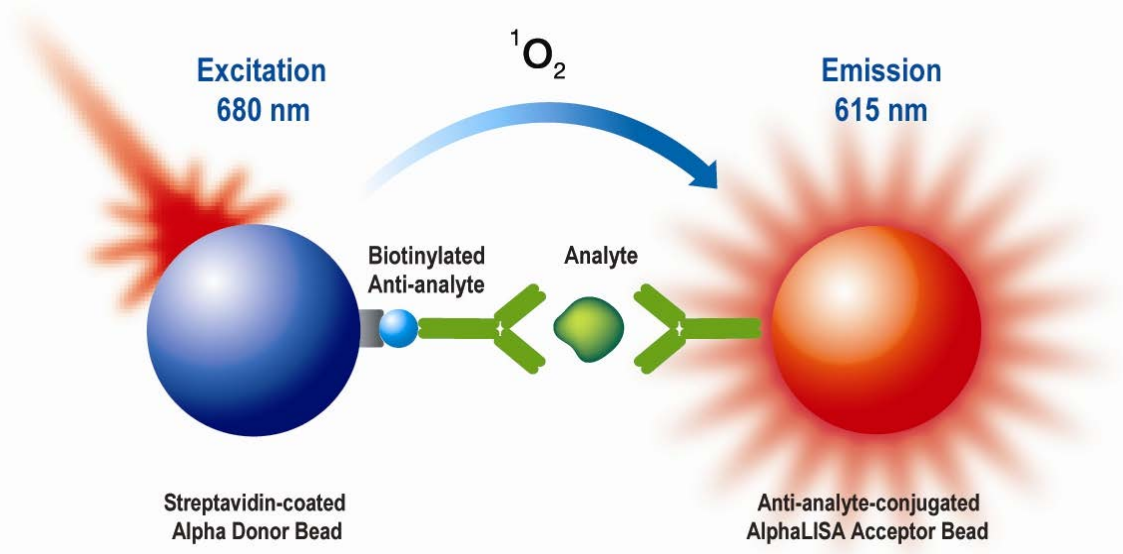 ¹O₂
Excitation
680 nm
Emission
615 nm
Biotinylated
Anti-analyte
Analyte
Streptavidin-coated
Alpha Donor Bead
Anti-analyte-conjugated
AlphaLISA Acceptor Bead